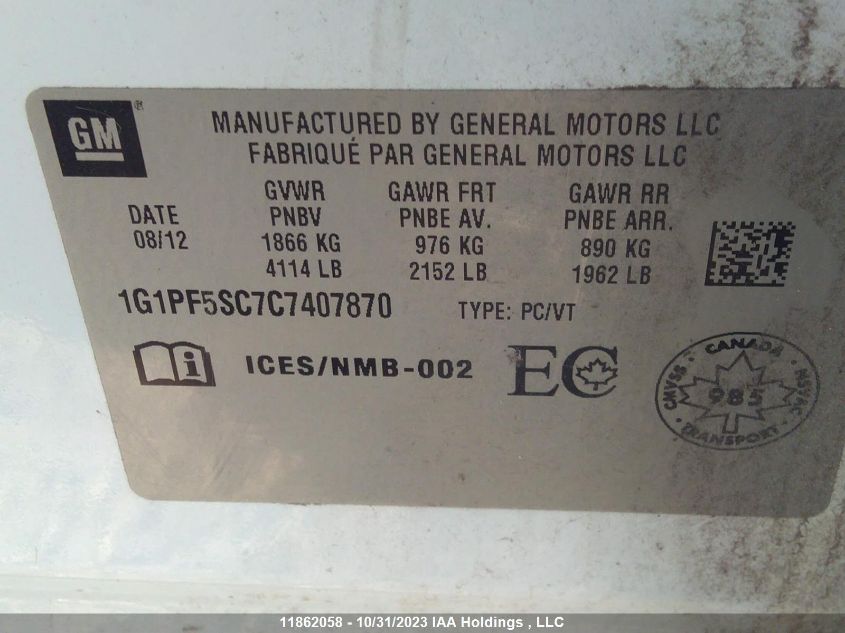 GM ®
MANUFACTURED BY GENERAL MOTORS LLC
FABRIQUÉ PAR GENERAL MOTORS LLC
DATE
08/12
GVWR
PNBV
1866 KG
4114 LB
GAWR FRT
PNBE AV.
976 KG
2152 LB
GAWR RR
PNBE ARR.
890 KG
1962 LB
1G1PF5SC7C7407870 TYPE: PC/VT
i ICES/NMB-002 EC
CANADA
CMVSS · NSVAC
985
TRANSPORT
11862058 - 10/31/2023 IAA Holdings , LLC